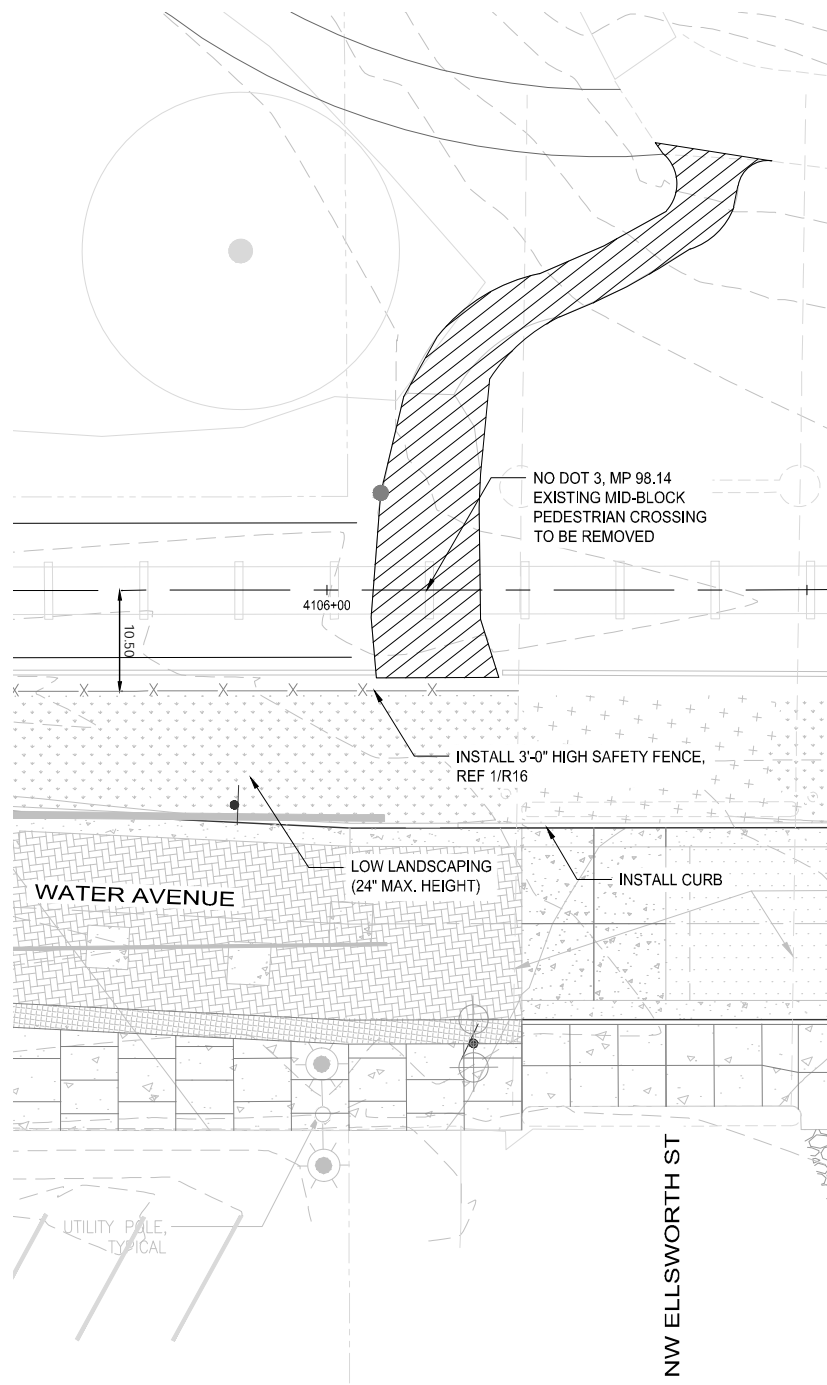 NO DOT 3, MP 98.14
EXISTING MID-BLOCK
PEDESTRIAN CROSSING
TO BE REMOVED
4106+00
10.50
INSTALL 3'-0" HIGH SAFETY FENCE,
REF 1/R16
LOW LANDSCAPING
(24" MAX. HEIGHT)
INSTALL CURB
WATER AVENUE
UTILITY POLE,
TYPICAL
NW ELLSWORTH ST